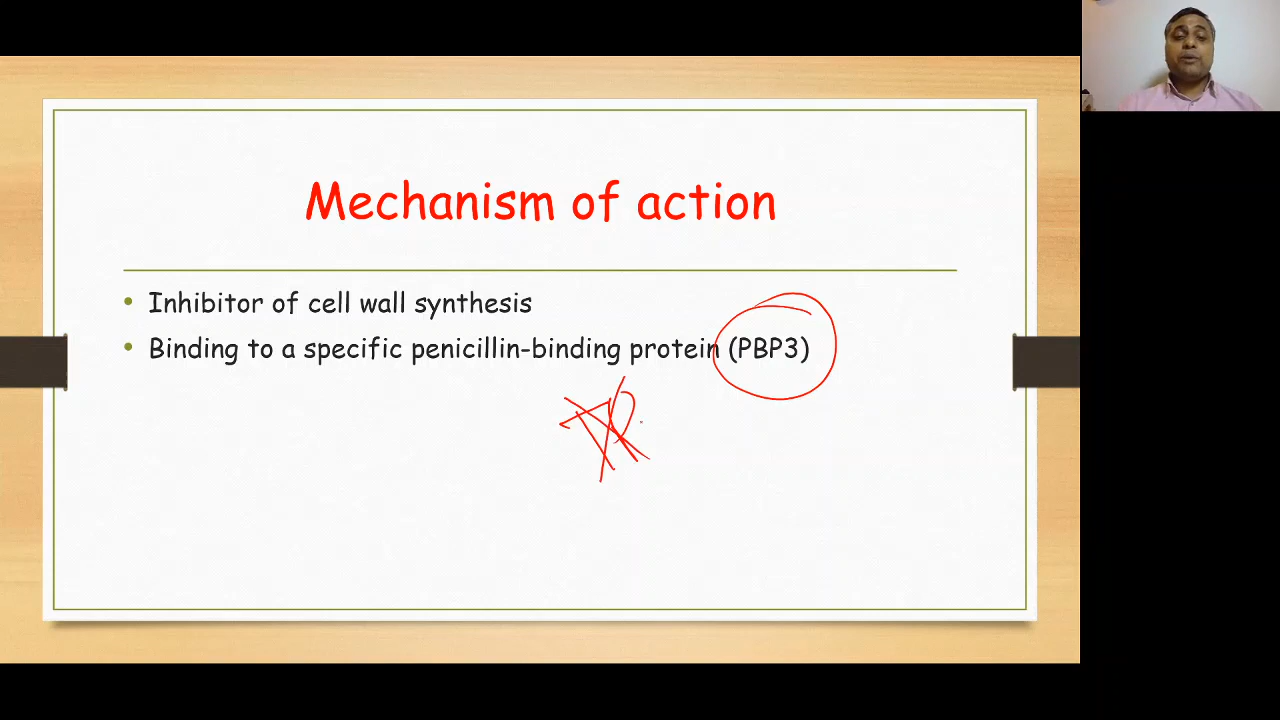 Mechanism of action
• Inhibitor of cell wall synthesis
• Binding to a specific penicillin-binding protein (PBP3)